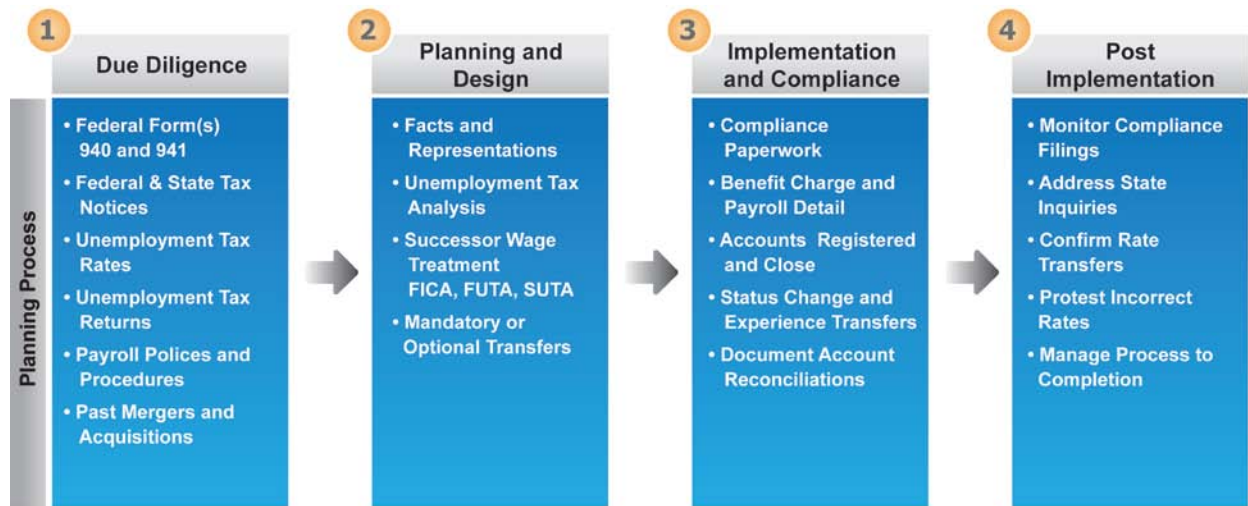 1
Due Diligence
Planning Process
• Federal Form(s)
940 and 941
• Federal & State Tax
Notices
• Unemployment Tax
Rates
• Unemployment Tax
Returns
• Payroll Polices and
Procedures
• Past Mergers and
Acquisitions
2
Planning and
Design
• Facts and
Representations
• Unemployment Tax
Analysis
• Successor Wage
Treatment
FICA, FUTA, SUTA
• Mandatory or
Optional Transfers
3
Implementation
and Compliance
• Compliance
Paperwork
• Benefit Charge and
Payroll Detail
• Accounts Registered
and Close
• Status Change and
Experience Transfers
• Document Account
Reconciliations
4
Post
Implementation
• Monitor Compliance
Filings
• Address State
Inquiries
• Confirm Rate
Transfers
• Protest Incorrect
Rates
• Manage Process to
Completion